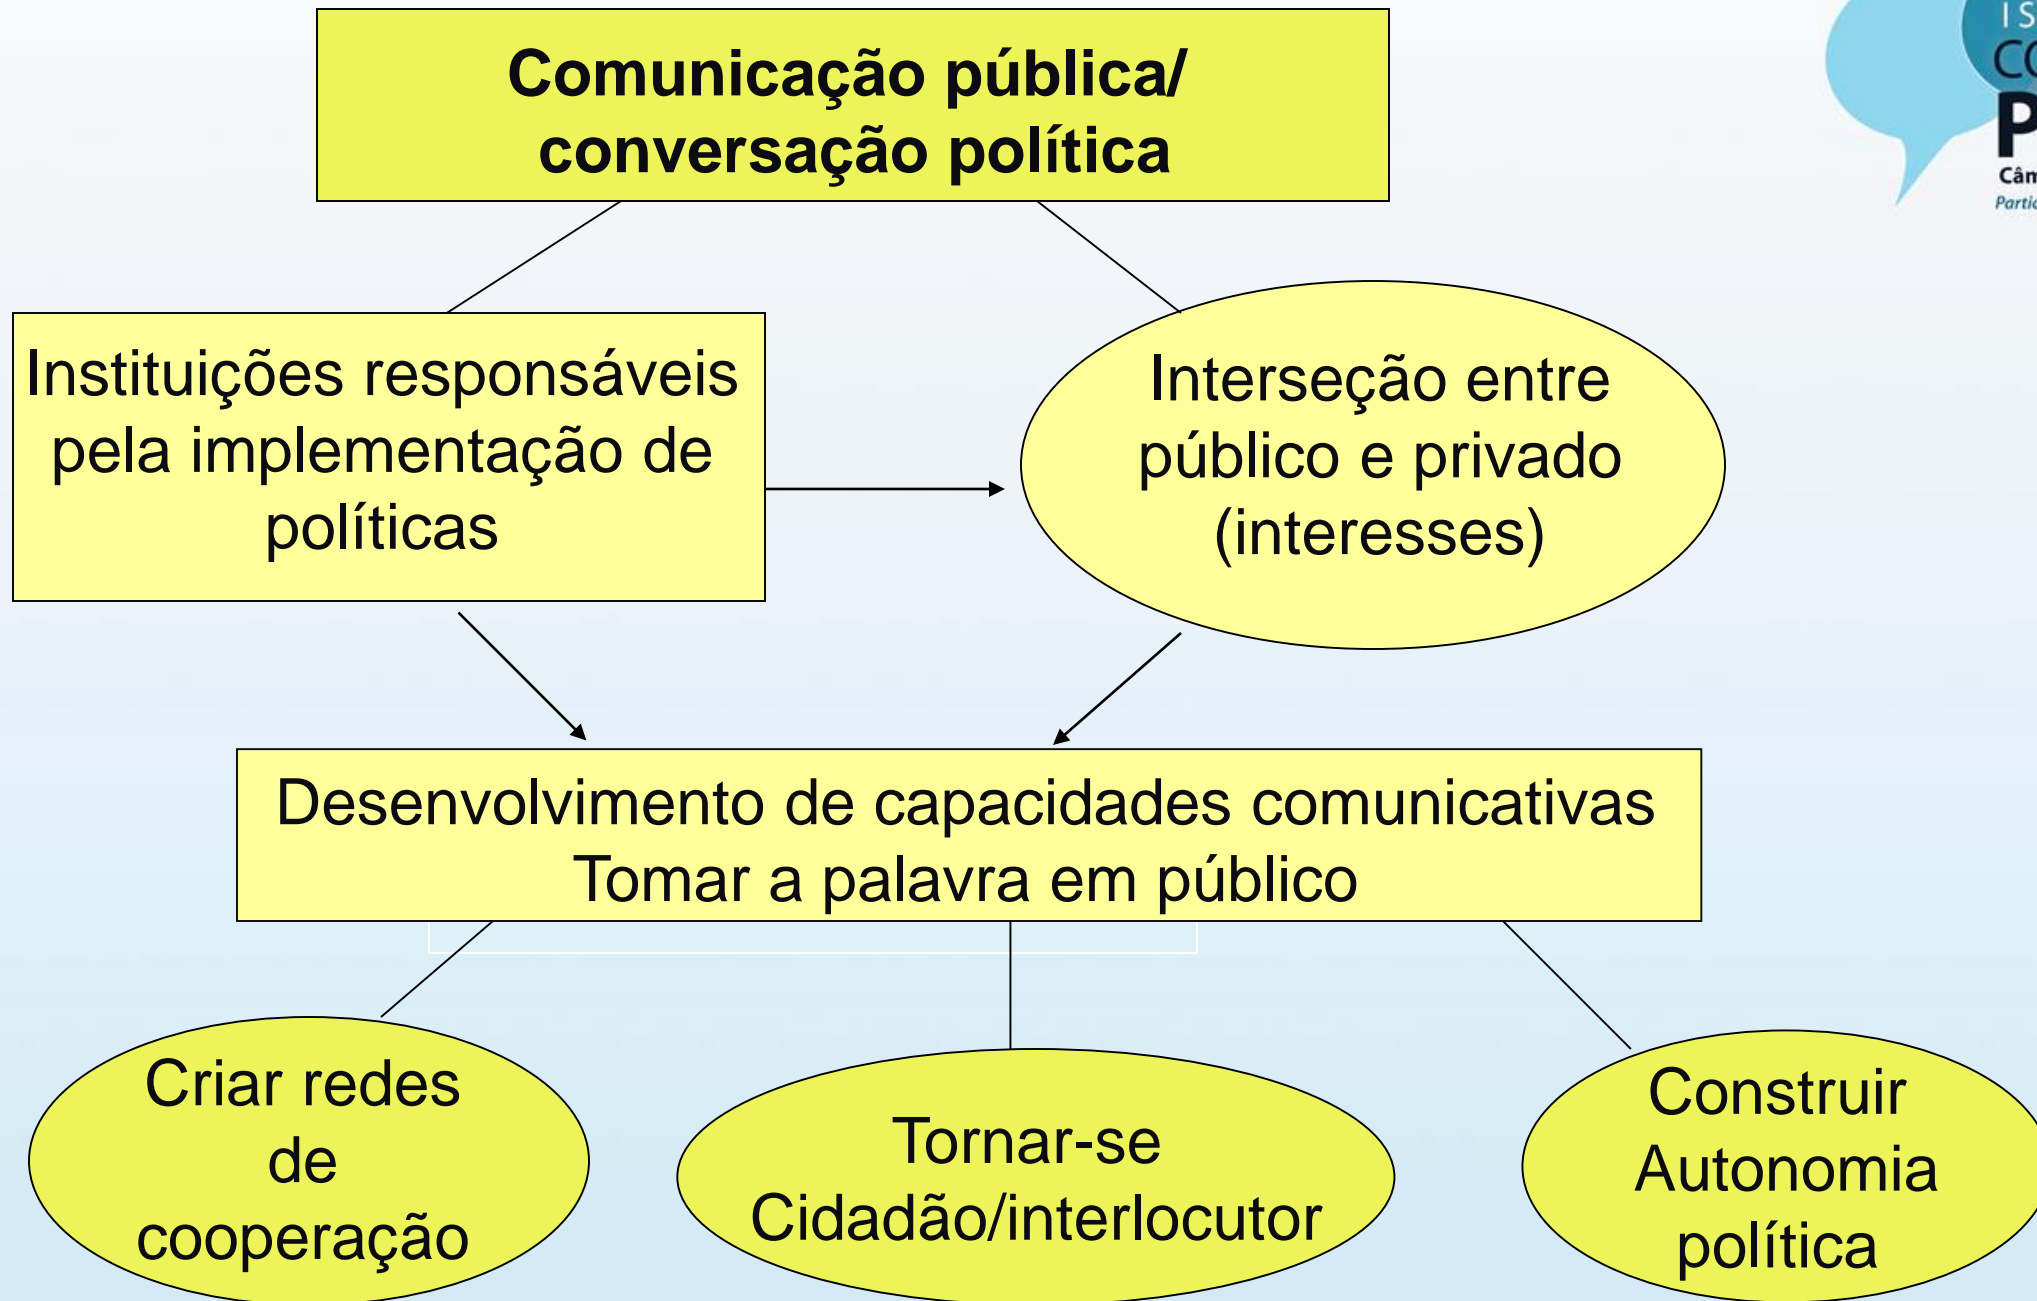 Comunicação pública/
conversação política
Instituições responsáveis
pela implementação de
políticas
Interseção entre
público e privado
(interesses)
Desenvolvimento de capacidades comunicativas
Tomar a palavra em público
Criar redes
de
cooperação
Tornar-se
Cidadão/interlocutor
Construir
Autonomia
política